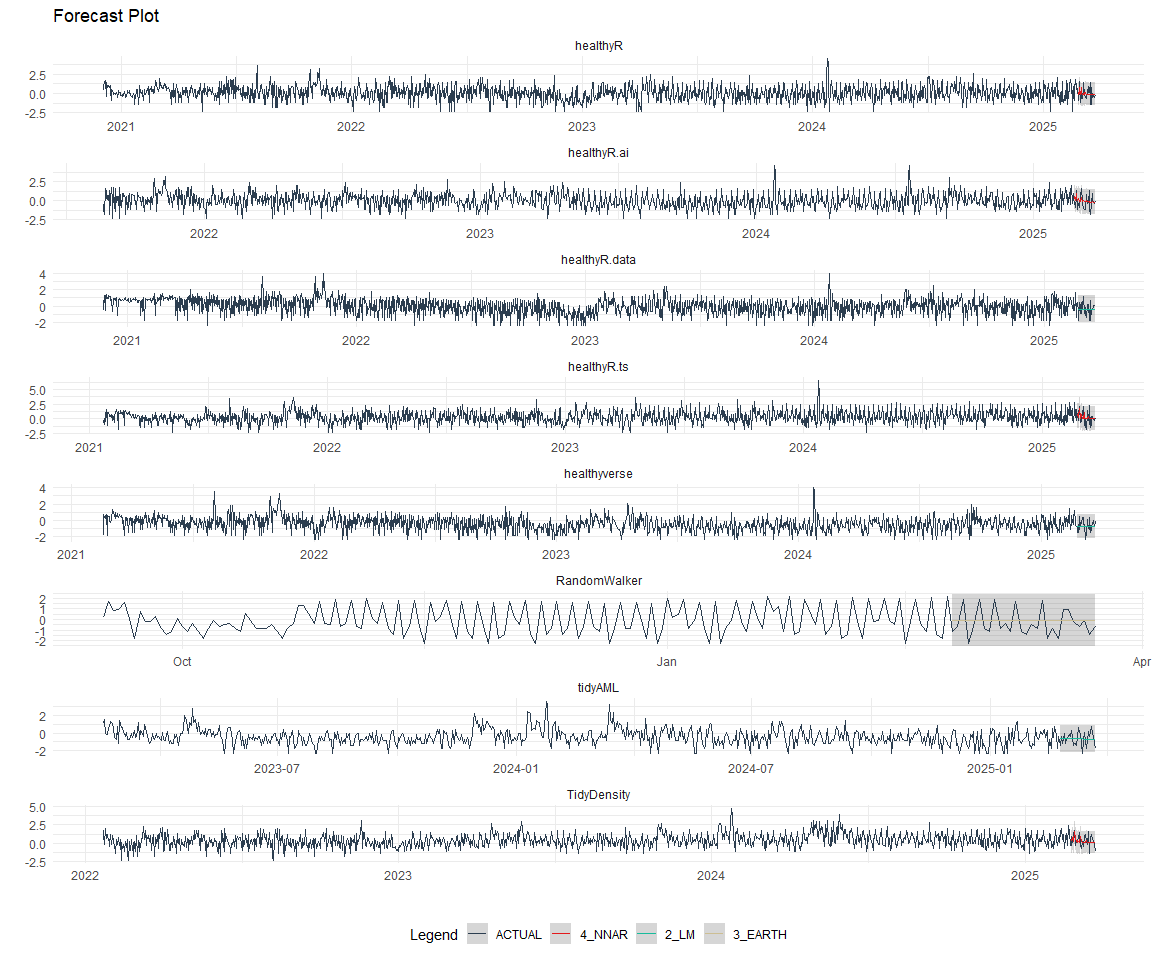 Forecast Plot
healthyR
2.5
0.0
-2.5
2021 2022 2023 2024 2025
healthyR.ai
2.5
0.0
-2.5
2022 2023 2024 2025
healthyR.data
4
2
0
-2
2021 2022 2023 2024 2025
healthyR.ts
5.0
2.5
0.0
-2.5
2021 2022 2023 2024 2025
healthyverse
4
2
0
-2
2021 2022 2023 2024 2025
RandomWalker
2
1
0
-1
-2
Oct Jan Apr
tidyAML
2
0
-2
2023-07 2024-01 2024-07 2025-01
TidyDensity
5.0
2.5
0.0
-2.5
2022 2023 2024 2025
Legend ACTUAL 4_NNAR 2_LM 3_EARTH